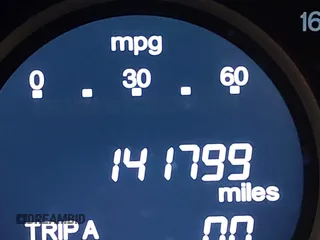 16
mpg
0 30 60
141799
miles
DREAMBID
TRIP A 0.0